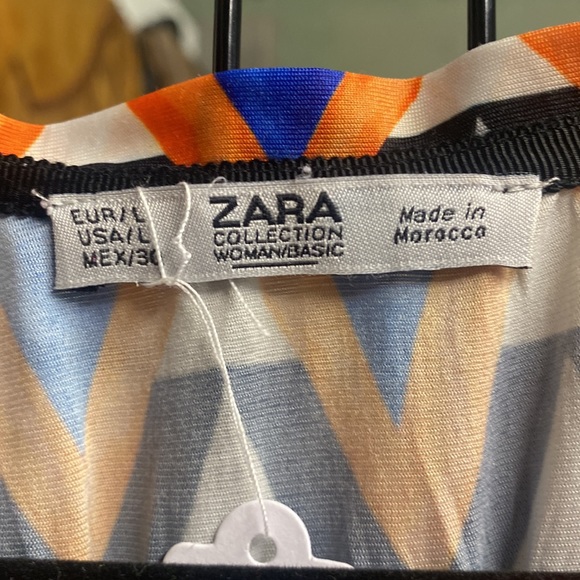 EUR/L
USA/L
MEX/30
ZARA
COLLECTION
WOMAN/BASIC
Made in
Morocco